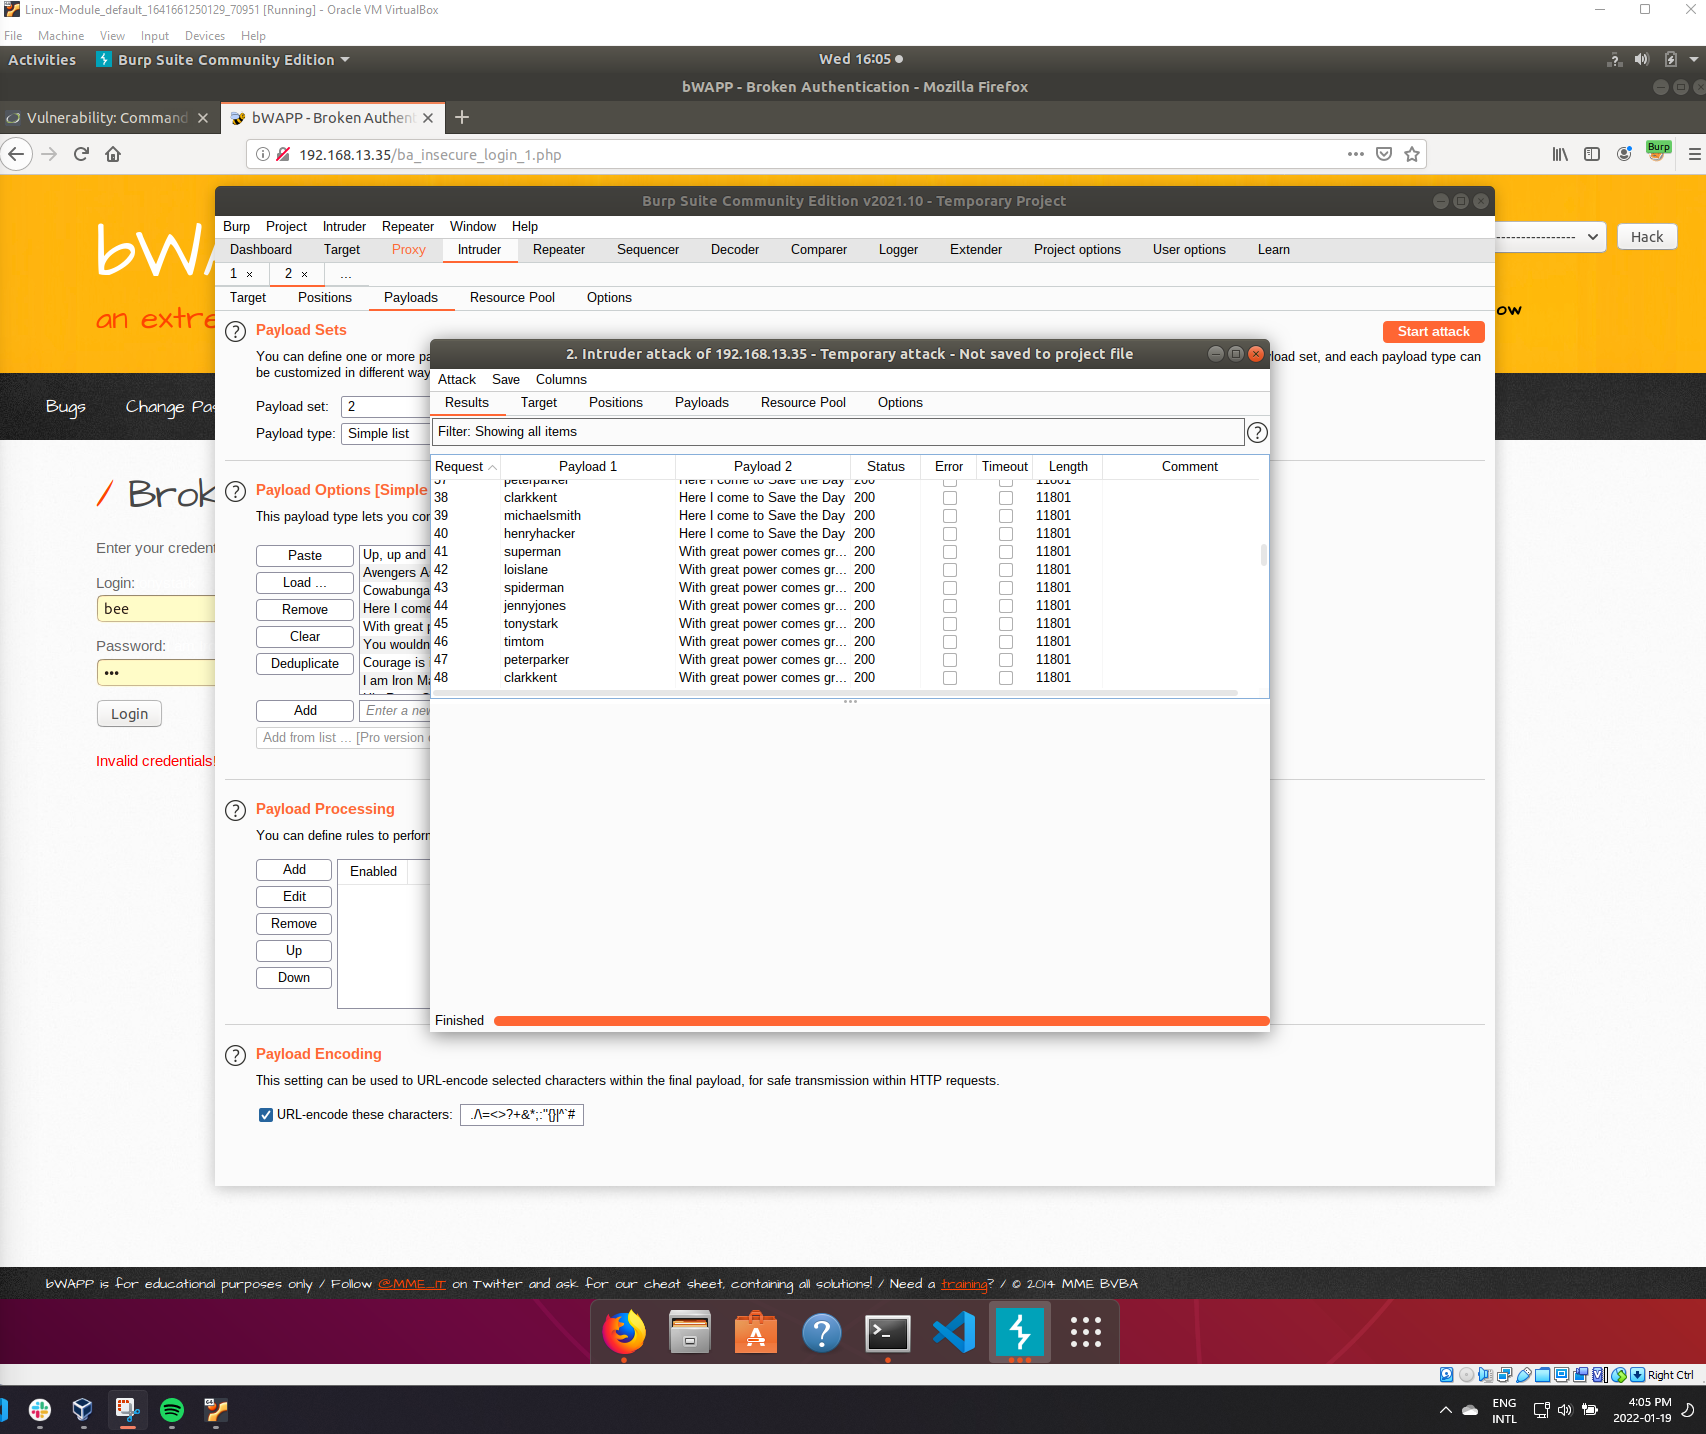 Linux-Module_default_1641661250129_70951 [Running] - Oracle VM VirtualBox
File Machine View Input Devices Help
Activities Burp Suite Community Edition Wed 16:05
bWAPP - Broken Authentication - Mozilla Firefox
Vulnerability: Command bWAPP - Broken Authent
192.168.13.35/ba_insecure_login_1.php
Burp
Burp Suite Community Edition v2021.10 - Temporary Project
Burp Project Intruder Repeater Window Help
Dashboard Target Proxy Intruder Repeater Sequencer Decoder Comparer Logger Extender Project options User options Learn
Hack
1 × 2 × ...
Target Positions Payloads Resource Pool Options
an extre
Payload Sets
Start attack
You can define one or more pa
load set, and each payload type can
be customized in different way
Payload set: 2
Payload type: Simple list
Bugs Change Pas
2. Intruder attack of 192.168.13.35 - Temporary attack - Not saved to project file
Attack Save Columns
Results Target Positions Payloads Resource Pool Options
Filter: Showing all items
Request Payload 1 Payload 2 Status Error Timeout Length Comment
37 peterparker Here I come to Save the Day 200 11801
38 clarkkent Here I come to Save the Day 200 11801
39 michaelsmith Here I come to Save the Day 200 11801
40 henryhacker Here I come to Save the Day 200 11801
41 superman With great power comes gr... 200 11801
42 loislane With great power comes gr... 200 11801
43 spiderman With great power comes gr... 200 11801
44 jennyjones With great power comes gr... 200 11801
45 tonystark With great power comes gr... 200 11801
46 timtom With great power comes gr... 200 11801
47 peterparker With great power comes gr... 200 11801
48 clarkkent With great power comes gr... 200 11801
Finished
/ Brok
Enter your credent
Login:
bee
Password:
•••
Login
Invalid credentials!
Payload Options [Simple
This payload type lets you con
Paste
Load ...
Remove
Clear
Deduplicate
Up, up and
Avengers A
Cowabunga
Here I come
With great p
You wouldn
Courage is
I am Iron Ma
Add Enter a new
Add from list ... [Pro version o
Payload Processing
You can define rules to perform
Add
Edit
Remove
Up
Down
Enabled
Payload Encoding
This setting can be used to URL-encode selected characters within the final payload, for safe transmission within HTTP requests.
URL-encode these characters: ./\=<>?+&*;:"{}|^`#
bWAPP is for educational purposes only / Follow @MME_IT on Twitter and ask for our cheat sheet, containing all solutions! / Need a training? / © 2014 MME BVBA
Right Ctrl
ENG
INTL
4:05 PM
2022-01-19